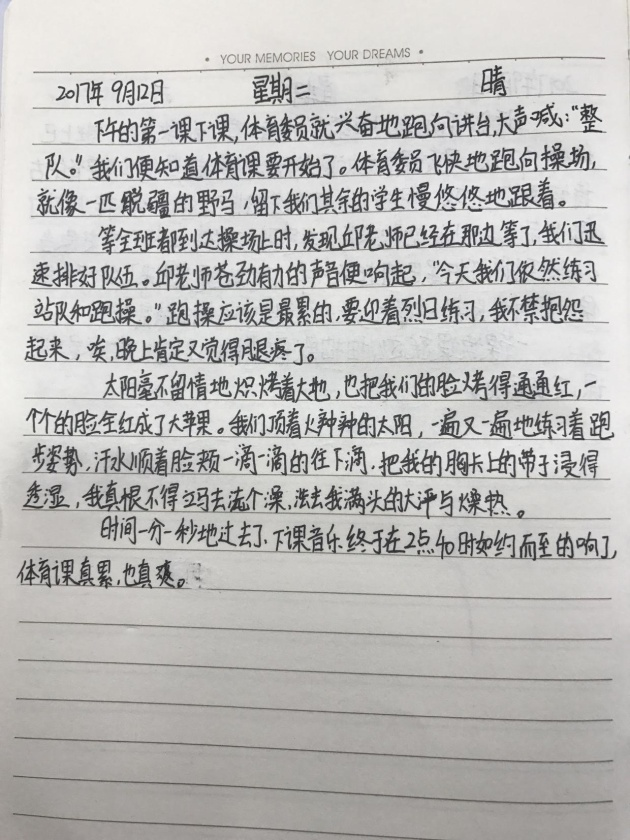 • YOUR MEMORIES YOUR DREAMS •
2017年 9月12日 星期二 晴
下午的第一课下课,体育委员就兴奋地跑向讲台,大声喊:“整
队。”我们便知道体育课要开始了。体育委员飞快地跑向操场,
就像一匹脱疆的野马,留下我们其余的学生慢悠悠地跟着。
等全班都到达操场上时,发现邱老师已经在那边等了,我们迅
速排好队伍。邱老师苍劲有力的声音便响起,“今天我们依然练习
站队和跑操。”跑操应该是最累的,要迎着烈日练习,我不禁抱怨
起来,唉,晚上肯定又觉得腿疼了。
太阳毫不留情地炽烤着大地,也把我们的脸烤得通通红,一
个个的脸全红成了大苹果。我们顶着火辣辣的太阳,一遍又一遍地练习着跑
步姿势,汗水顺着脸颊一滴一滴的往下滴,把我的胸卡上的带子浸得
透湿,我真恨不得立马去洗个澡,洗去我满头的大汗与燥热。
时间一分一秒地过去了,下课音乐终于在2点40时如约而至的响了,
体育课真累,也真爽。